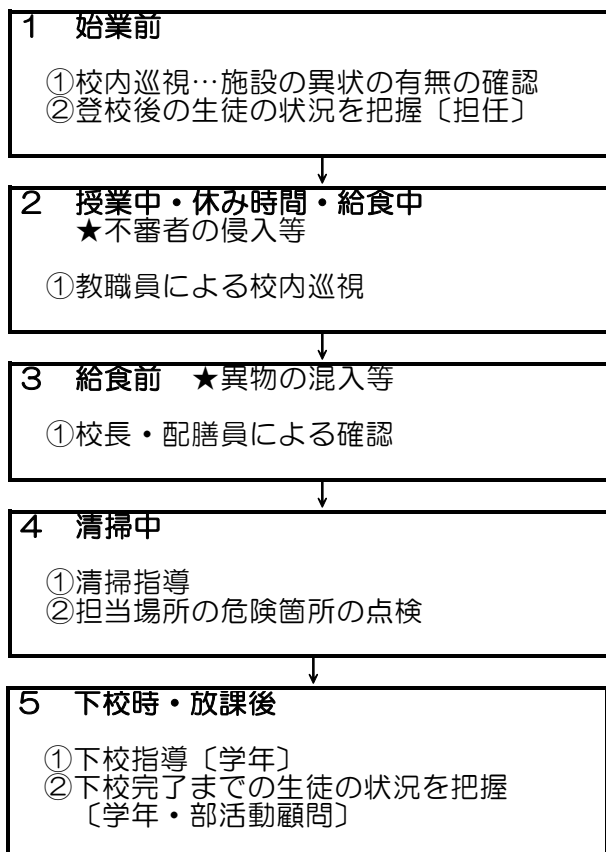 １　始業前
①校内巡視…施設の異状の有無の確認
②登校後の生徒の状況を把握〔担任〕
２　授業中・休み時間・給食中
★不審者の侵入等
①教職員による校内巡視
３　給食前　★異物の混入等
①校長・配膳員による確認
４　清掃中
①清掃指導
②担当場所の危険箇所の点検
５　下校時・放課後
①下校指導〔学年〕
②下校完了までの生徒の状況を把握
〔学年・部活動顧問〕